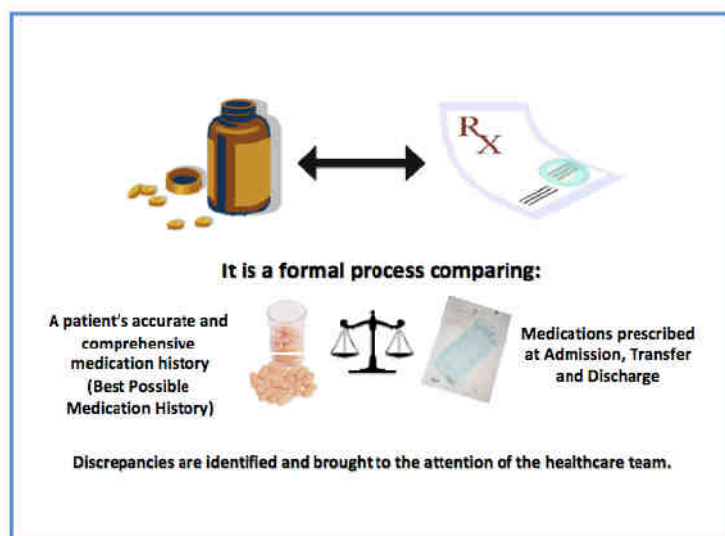 RX
It is a formal process comparing:
A patient's accurate and
comprehensive
medication history
(Best Possible
Medication History)
Medications prescribed
at Admission, Transfer
and Discharge
Discrepancies are identified and brought to the attention of the healthcare team.